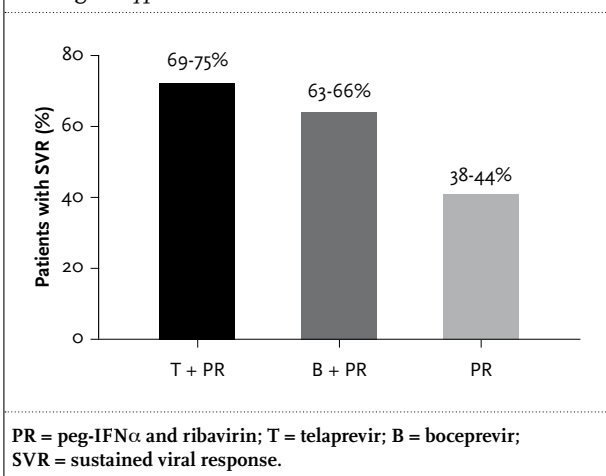 80
69-75%
63-66%
60
38-44%
40
20
0
Patients with SVR (%)
T + PR
B + PR
PR
PR = peg-IFNα and ribavirin; T = telaprevir; B = boceprevir;
SVR = sustained viral response.